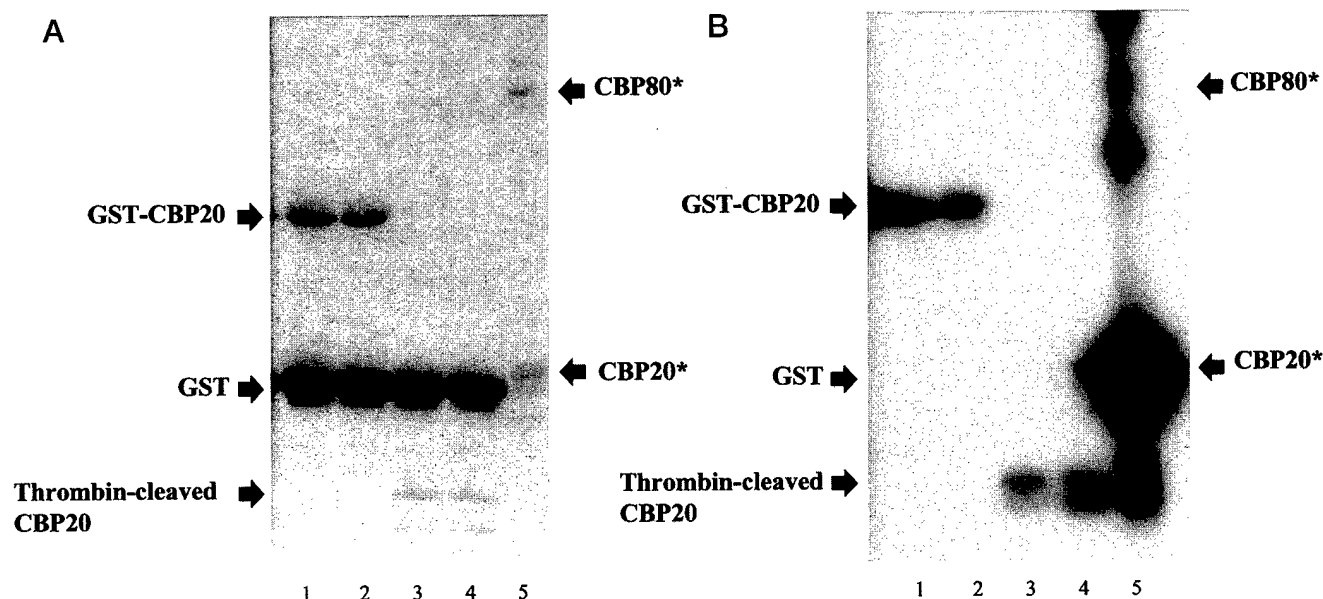 A
CBP80*
GST-CBP20
CBP20*
GST
Thrombin-cleaved
CBP20
1 2 3 4 5
B
CBP80*
GST-CBP20
CBP20*
GST
Thrombin-cleaved
CBP20
1 2 3 4 5